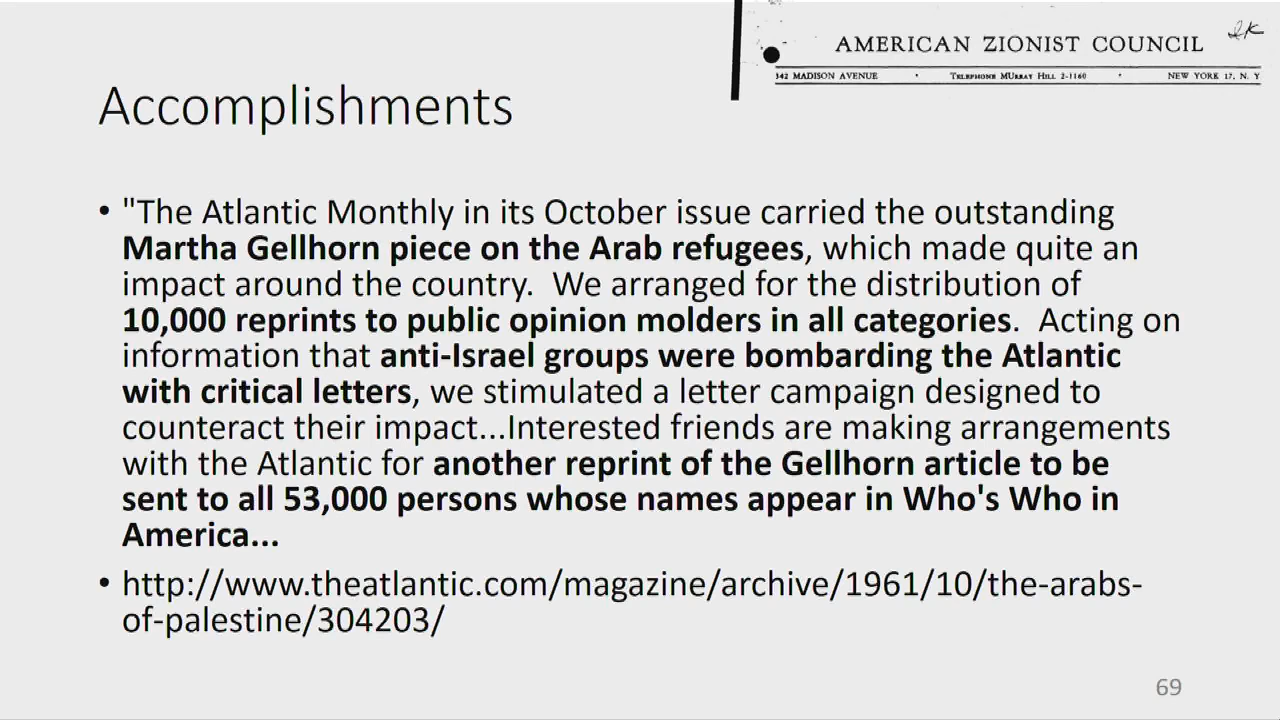 AMERICAN ZIONIST COUNCIL
342 MADISON AVENUE • TELEPHONE MURRAY HILL 2-1160 • NEW YORK 17, N. Y
Accomplishments
• "The Atlantic Monthly in its October issue carried the outstanding
Martha Gellhorn piece on the Arab refugees, which made quite an
impact around the country.  We arranged for the distribution of
10,000 reprints to public opinion molders in all categories.  Acting on
information that anti-Israel groups were bombarding the Atlantic
with critical letters, we stimulated a letter campaign designed to
counteract their impact...Interested friends are making arrangements
with the Atlantic for another reprint of the Gellhorn article to be
sent to all 53,000 persons whose names appear in Who's Who in
America...
• http://www.theatlantic.com/magazine/archive/1961/10/the-arabs-
of-palestine/304203/
69